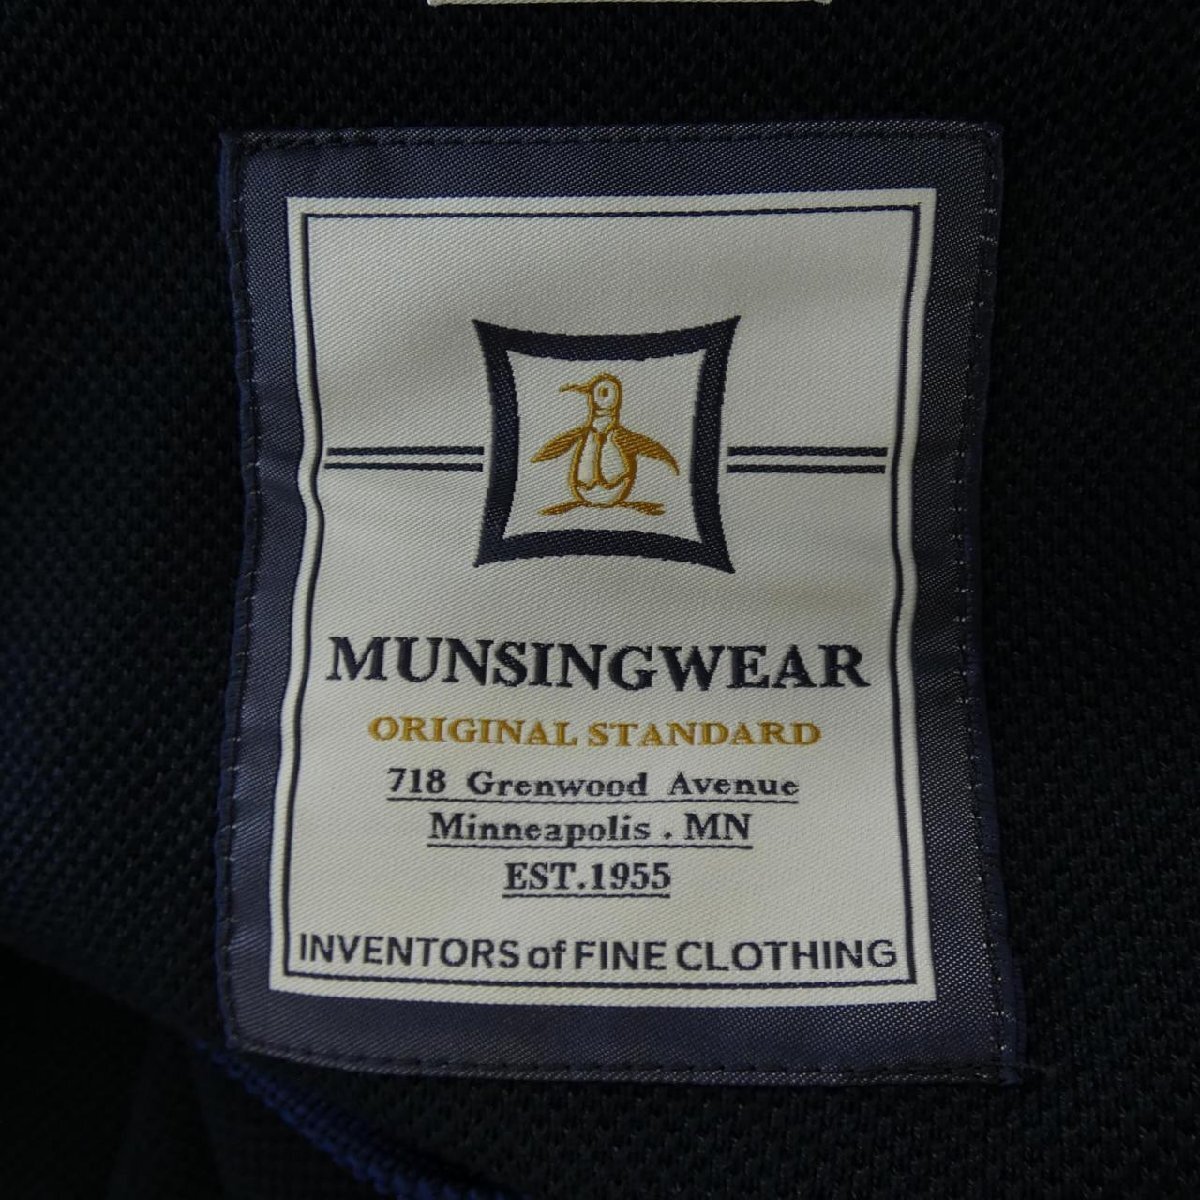 MUNSINGWEAR
ORIGINAL STANDARD
718 Grenwood Avenue
Minneapolis . MN
EST.1955
INVENTORS of FINE CLOTHING